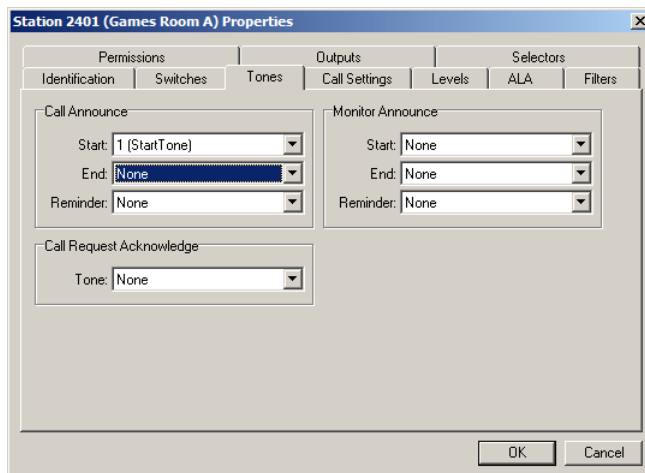 Station 2401 (Games Room A) Properties
Permissions Outputs Selectors
Identification Switches Tones Call Settings Levels ALA Filters
Call Announce
Start: 1 (StartTone)
End: None
Reminder: None
Monitor Announce
Start: None
End: None
Reminder: None
Call Request Acknowledge
Tone: None
OK Cancel